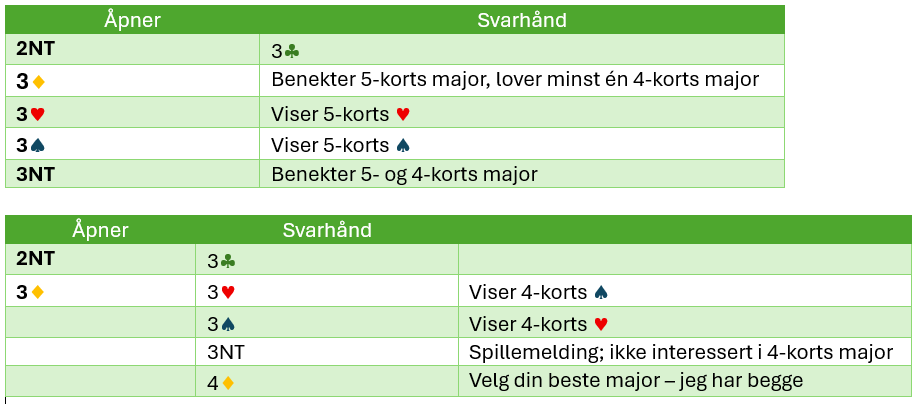 Åpner Svarhånd
2NT 3♣
3♦ Benekter 5-korts major, lover minst én 4-korts major
3♥ Viser 5-korts ♥
3♠ Viser 5-korts ♠
3NT Benekter 5- og 4-korts major
Åpner Svarhånd
2NT 3♣
3♦ 3♥ Viser 4-korts ♠
3♠ Viser 4-korts ♥
3NT Spillemelding; ikke interessert i 4-korts major
4♦ Velg din beste major – jeg har begge